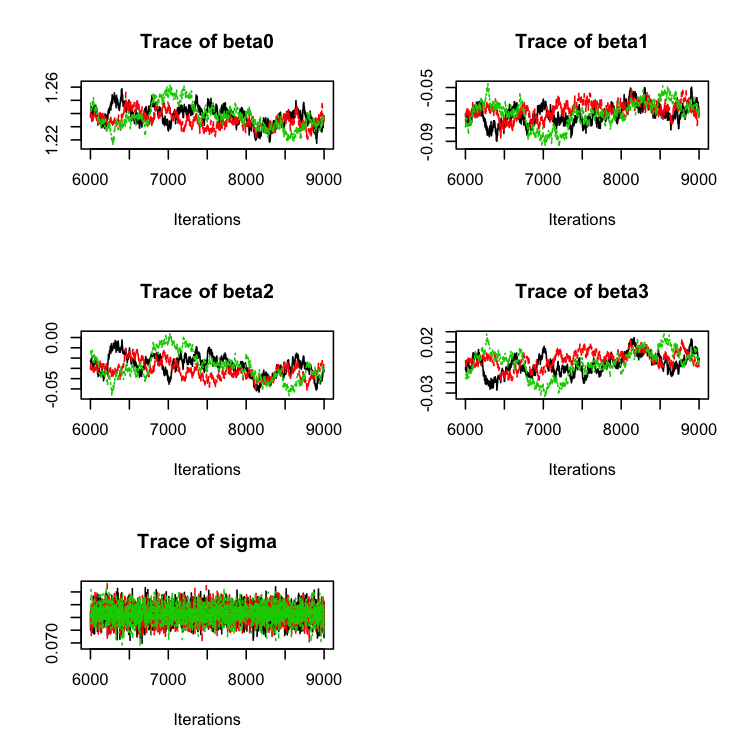 Trace of beta0
1.22 1.26
6000 7000 8000 9000
Iterations
Trace of beta1
-0.09 -0.05
6000 7000 8000 9000
Iterations
Trace of beta2
-0.05 0.00
6000 7000 8000 9000
Iterations
Trace of beta3
-0.03 0.02
6000 7000 8000 9000
Iterations
Trace of sigma
0.070
6000 7000 8000 9000
Iterations